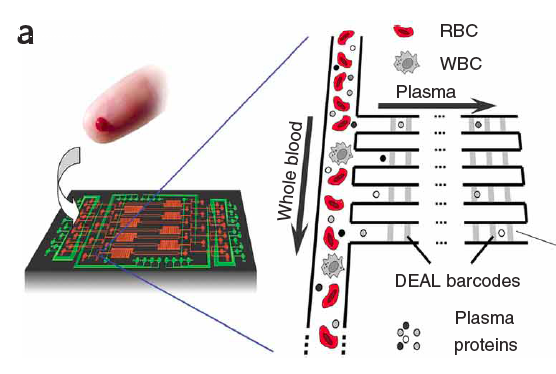 a
RBC
WBC
Plasma
Whole blood
DEAL barcodes
Plasma
proteins